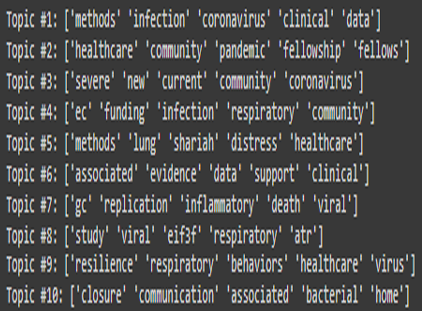 Topic #1: ['methods' 'infection' 'coronavirus' 'clinical' 'data']
Topic #2: ['healthcare' 'community' 'pandemic' 'fellowship' 'fellows']
Topic #3: ['severe' 'new' 'current' 'community' 'coronavirus']
Topic #4: ['ec' 'funding' 'infection' 'respiratory' 'community']
Topic #5: ['methods' 'lung' 'shariah' 'distress' 'healthcare']
Topic #6: ['associated' 'evidence' 'data' 'support' 'clinical']
Topic #7: ['gc' 'replication' 'inflammatory' 'death' 'viral']
Topic #8: ['study' 'viral' 'eif3f' 'respiratory' 'atr']
Topic #9: ['resilience' 'respiratory' 'behaviors' 'healthcare' 'virus']
Topic #10: ['closure' 'communication' 'associated' 'bacterial' 'home']